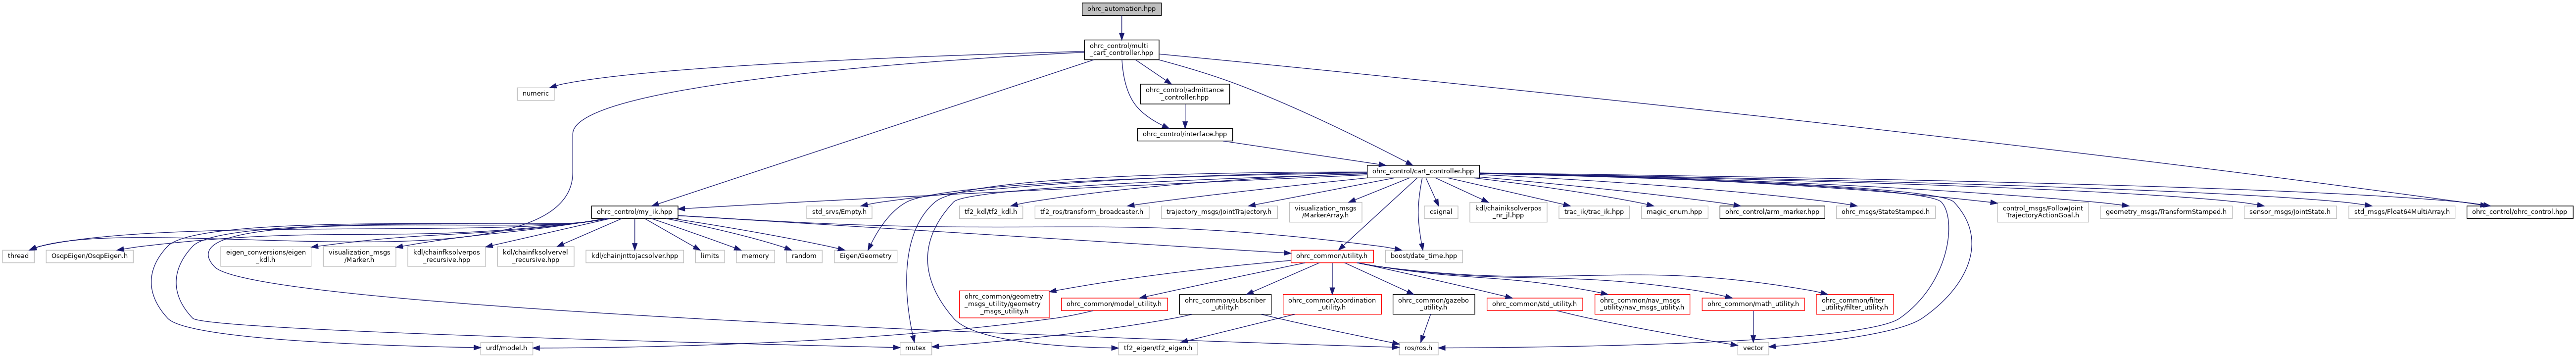 ohrc_automation.hpp
ohrc_control/multi
_cart_controller.hpp
numeric
ohrc_control/admittance
_controller.hpp
ohrc_control/interface.hpp
ohrc_control/cart_controller.hpp
ohrc_control/my_ik.hpp
std_srvs/Empty.h
tf2_kdl/tf2_kdl.h
tf2_ros/transform_broadcaster.h
trajectory_msgs/JointTrajectory.h
visualization_msgs
/MarkerArray.h
csignal
kdl/chainiksolverpos
_nr_jl.hpp
trac_ik/trac_ik.hpp
magic_enum.hpp
ohrc_control/arm_marker.hpp
ohrc_msgs/StateStamped.h
control_msgs/FollowJoint
TrajectoryActionGoal.h
geometry_msgs/TransformStamped.h
sensor_msgs/JointState.h
std_msgs/Float64MultiArray.h
ohrc_control/ohrc_control.hpp
thread
OsqpEigen/OsqpEigen.h
eigen_conversions/eigen
_kdl.h
visualization_msgs
/Marker.h
kdl/chainfksolverpos
_recursive.hpp
kdl/chainfksolvervel
_recursive.hpp
kdl/chainjnttojacsolver.hpp
limits
memory
random
Eigen/Geometry
ohrc_common/utility.h
boost/date_time.hpp
ohrc_common/geometry
_msgs_utility/geometry
_msgs_utility.h
ohrc_common/model_utility.h
ohrc_common/subscriber
_utility.h
ohrc_common/coordination
_utility.h
ohrc_common/gazebo
_utility.h
ohrc_common/std_utility.h
ohrc_common/nav_msgs
_utility/nav_msgs_utility.h
ohrc_common/math_utility.h
ohrc_common/filter
_utility/filter_utility.h
urdf/model.h
mutex
tf2_eigen/tf2_eigen.h
ros/ros.h
vector